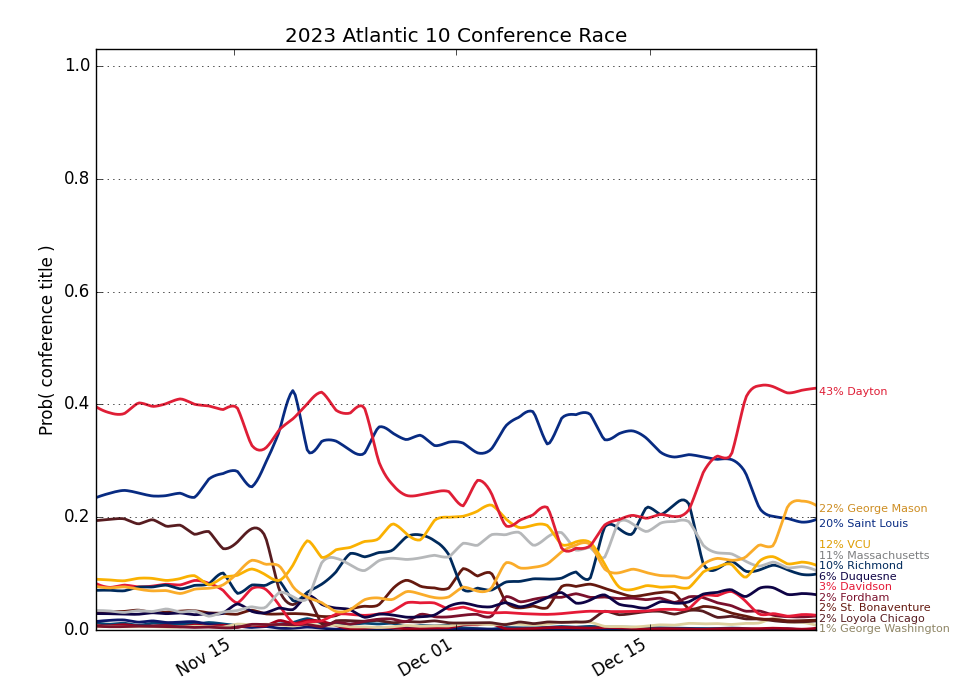 2023 Atlantic 10 Conference Race
Prob( conference title )
1.0
0.8
0.6
0.4
0.2
0.0
Nov 15
Dec 01
Dec 15
43% Dayton
22% George Mason
20% Saint Louis
12% VCU
11% Massachusetts
10% Richmond
6% Duquesne
3% Davidson
2% Fordham
2% St. Bonaventure
2% Loyola Chicago
1% George Washington